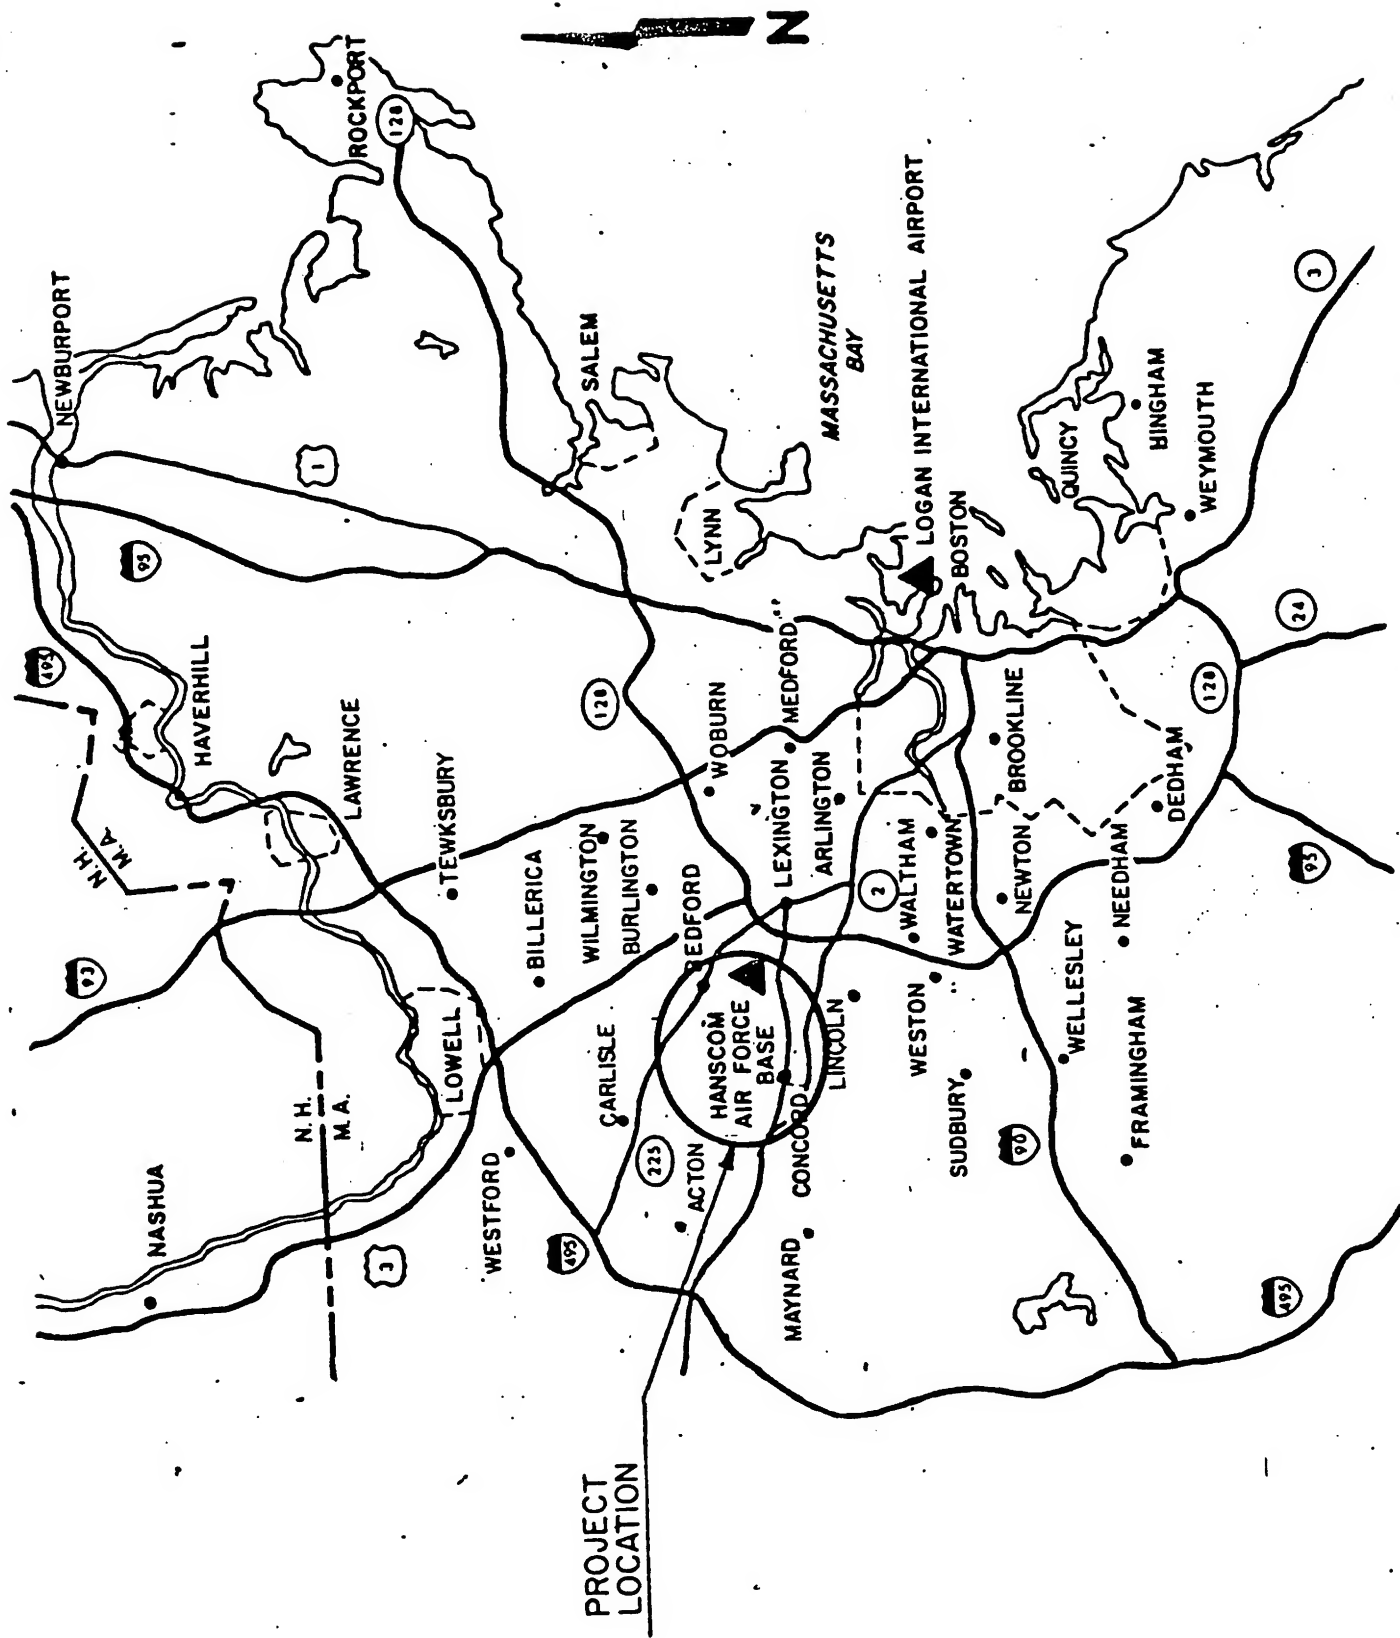 NEWBURPORT
495
93
N.H.
M.A.
95
NASHUA
HAVERHILL
N.H.
M.A.
1
LAWRENCE
ROCKPORT
3
128
TEWKSBURY
LOWELL
WESTFORD
BILLERICA
495
SALEM
WILMINGTON
CARLISLE
128
PROJECT
LOCATION
BURLINGTON
225
BEDFORD
ACTON
LYNN
WOBURN
HANSCOM
AIR FORCE
BASE
N
LEXINGTON
MEDFORD
MAYNARD
CONCORD
ARLINGTON
MASSACHUSETTS
BAY
LINCOLN
2
WALTHAM
LOGAN INTERNATIONAL AIRPORT
WESTON
WATERTOWN
BOSTON
SUDBURY
BROOKLINE
NEWTON
90
QUINCY
WELLESLEY
NEEDHAM
FRAMINGHAM
HINGHAM
DEDHAM
WEYMOUTH
128
495
24
95
3